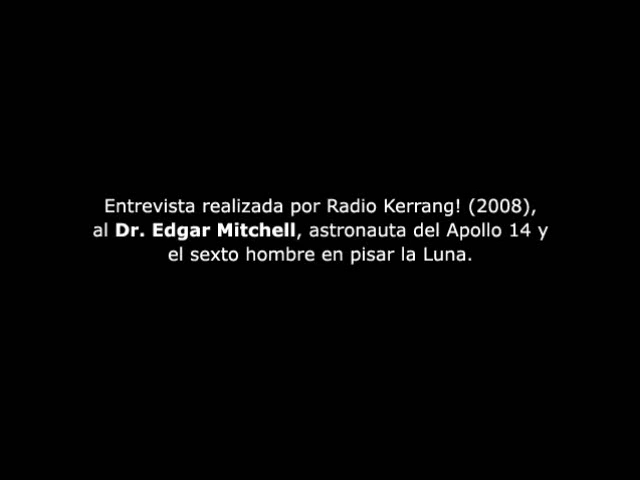 Entrevista realizada por Radio Kerrang! (2008),
al Dr. Edgar Mitchell, astronauta del Apollo 14 y
el sexto hombre en pisar la Luna.